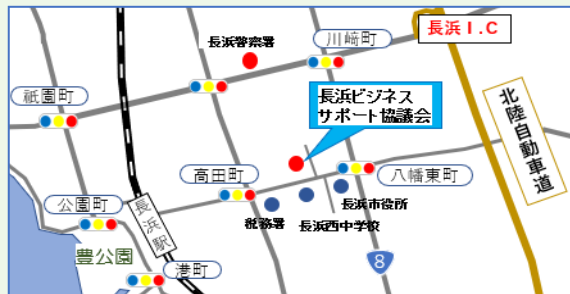 長浜I.C
川崎町
長浜警察署
長浜ビジネス
サポート協議会
北陸自動車道
祇園町
高田町
八幡東町
長浜市役所
公園町
長浜駅
税務署
長浜西中学校
豊公園
港町
8